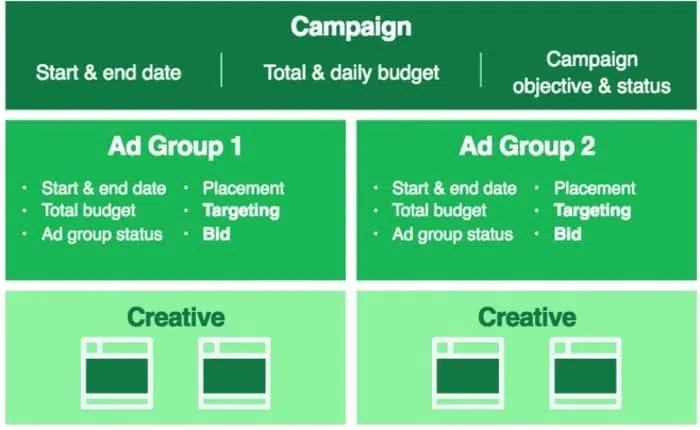 Campaign
Start & end date
Total & daily budget
Campaign
objective & status
Ad Group 1
• Start & end date
• Total budget
• Ad group status
• Placement
• Targeting
• Bid
Ad Group 2
• Start & end date
• Total budget
• Ad group status
• Placement
• Targeting
• Bid
Creative
Creative